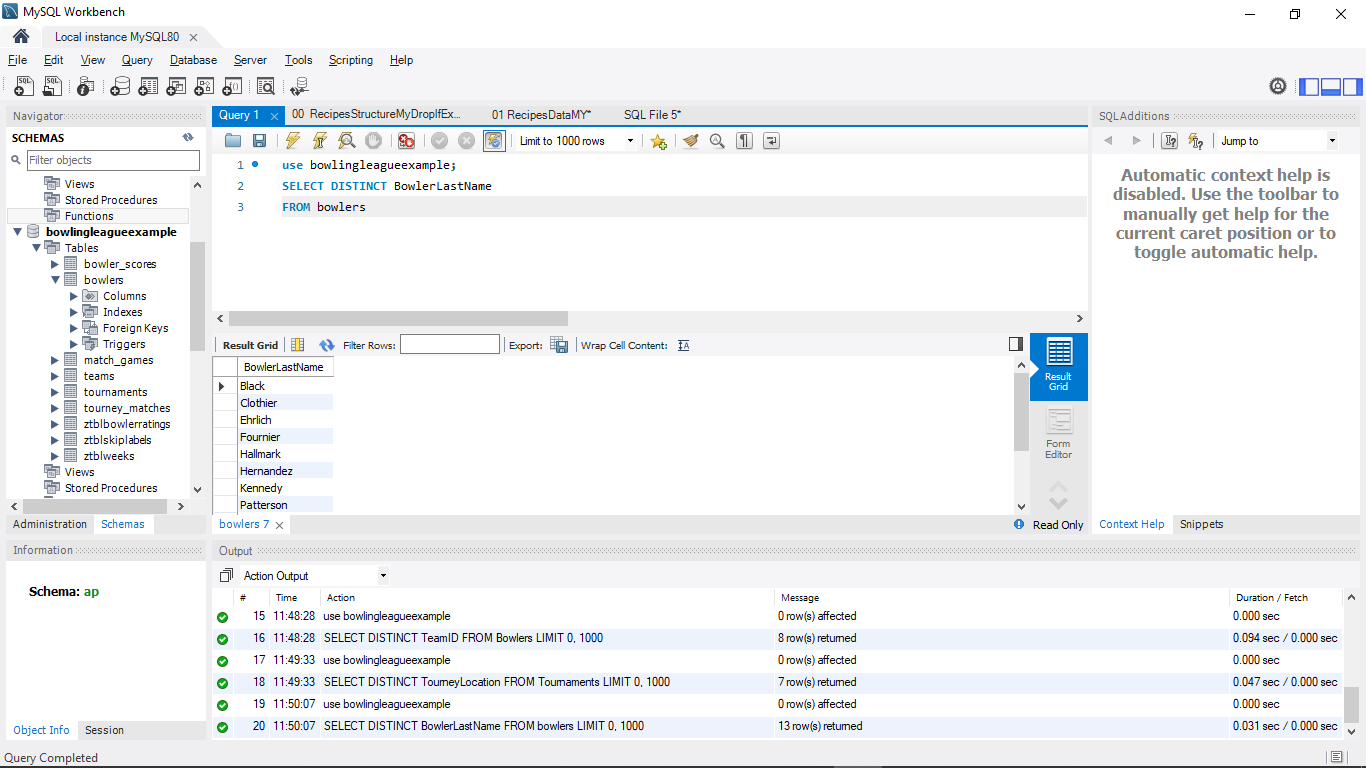 MySQL Workbench
Local instance MySQL80
File Edit View Query Database Server Tools Scripting Help
Navigator
SCHEMAS
Filter objects
Views
Stored Procedures
Functions
bowlingleagueexample
Tables
bowler_scores
bowlers
Columns
Indexes
Foreign Keys
Triggers
match_games
teams
tournaments
tourney_matches
ztblbowlerratings
ztblskiplabels
ztblweeks
Views
Stored Procedures
Administration Schemas
Information
Schema: ap
Object Info Session
Query 1 00 RecipesStructureMyDropIfEx... 01 RecipesDataMY* SQL File 5*
Limit to 1000 rows
1 use bowlingleagueexample;
2 SELECT DISTINCT BowlerLastName
3 FROM bowlers
Result Grid Filter Rows: Export: Wrap Cell Content:
BowlerLastName
Black
Clothier
Ehrlich
Fournier
Hallmark
Hernandez
Kennedy
Patterson
Result
Grid
Form
Editor
bowlers 7 Read Only
SQLAdditions
Jump to
Automatic context help is
disabled. Use the toolbar to
manually get help for the
current caret position or to
toggle automatic help.
Context Help Snippets
Output
Action Output
# Time Action Message Duration / Fetch
15 11:48:28 use bowlingleagueexample 0 row(s) affected 0.000 sec
16 11:48:28 SELECT DISTINCT TeamID FROM Bowlers LIMIT 0, 1000 8 row(s) returned 0.094 sec / 0.000 sec
17 11:49:33 use bowlingleagueexample 0 row(s) affected 0.000 sec
18 11:49:33 SELECT DISTINCT TourneyLocation FROM Tournaments LIMIT 0, 1000 7 row(s) returned 0.047 sec / 0.000 sec
19 11:50:07 use bowlingleagueexample 0 row(s) affected 0.000 sec
20 11:50:07 SELECT DISTINCT BowlerLastName FROM bowlers LIMIT 0, 1000 13 row(s) returned 0.031 sec / 0.000 sec
Query Completed